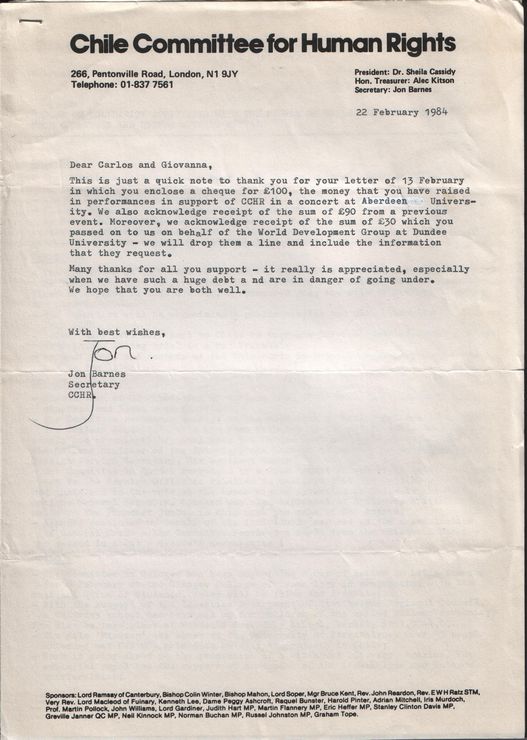 Chile Committee for Human Rights
266, Pentonville Road, London, N1 9JY
Telephone: 01-837 7561
President: Dr. Sheila Cassidy
Hon. Treasurer: Alec Kitson
Secretary: Jon Barnes
22 February 1984
Dear Carlos and Giovanna,
This is just a quick note to thank you for your letter of 13 February
in which you enclose a cheque for £100, the money that you have raised
in performances in support of CCHR in a concert at Aberdeen Univers-
ity. We also acknowledge receipt of the sum of £90 from a previous
event. Moreover, we acknowledge receipt of the sum of £30 which you
passed on to us on behalf of the World Development Group at Dundee
University - we will drop them a line and include the information
that they request.
Many thanks for all you support - it really is appreciated, especially
when we have such a huge debt a nd are in danger of going under.
We hope that you are both well.
With best wishes,
Jon.
Jon Barnes
Secretary
CCHR.
Sponsors: Lord Ramsay of Canterbury, Bishop Colin Winter, Bishop Mahon, Lord Soper, Mgr Bruce Kent, Rev. John Reardon, Rev. E W H Ratz STM,
Very Rev. Lord Macleod of Fuinary, Kenneth Lee, Dame Peggy Ashcroft, Raquel Bunster, Harold Pinter, Adrian Mitchell, Iris Murdoch,
Prof. Martin Pollock, John Williams, Lord Gardiner, Judith Hart MP, Martin Flannery MP, Eric Heffer MP, Stanley Clinton Davis MP,
Greville Janner QC MP, Neil Kinnock MP, Norman Buchan MP, Russel Johnston MP, Graham Tope.